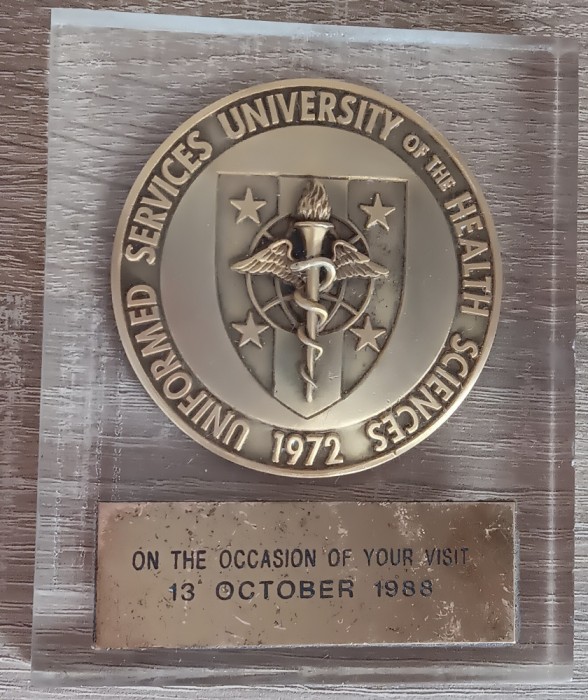 UNIFORMED SERVICES UNIVERSITY OF THE HEALTH SCIENCES
1972
ON THE OCCASION OF YOUR VISIT
13 OCTOBER 1988